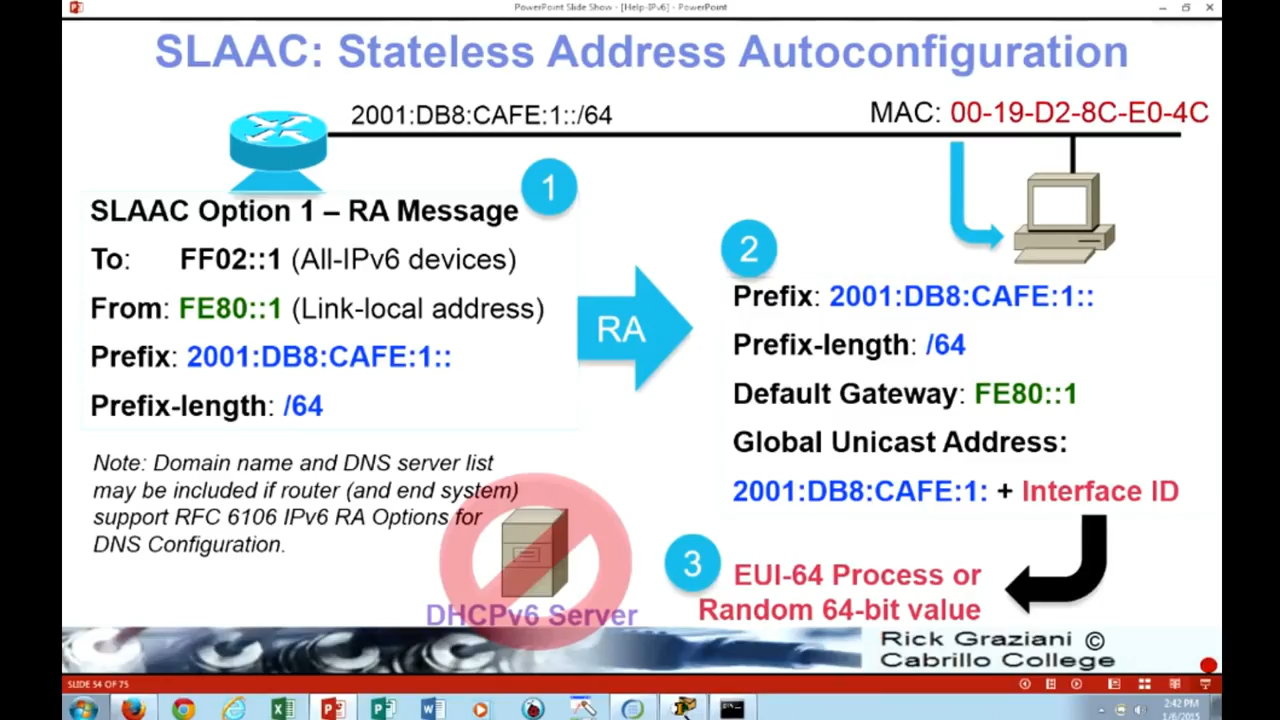 PowerPoint Slide Show - [Help-IPv6] - PowerPoint
SLAAC: Stateless Address Autoconfiguration
2001:DB8:CAFE:1::/64
MAC: 00-19-D2-8C-E0-4C
1
SLAAC Option 1 – RA Message
To: FF02::1 (All-IPv6 devices)
From: FE80::1 (Link-local address)
Prefix: 2001:DB8:CAFE:1::
Prefix-length: /64
RA
2
Prefix: 2001:DB8:CAFE:1::
Prefix-length: /64
Default Gateway: FE80::1
Global Unicast Address:
2001:DB8:CAFE:1: + Interface ID
Note: Domain name and DNS server list
may be included if router (and end system)
support RFC 6106 IPv6 RA Options for
DNS Configuration.
DHCPv6 Server
3
EUI-64 Process or
Random 64-bit value
Rick Graziani ©
Cabrillo College
SLIDE 54 OF 75
2:42 PM
1/6/2015